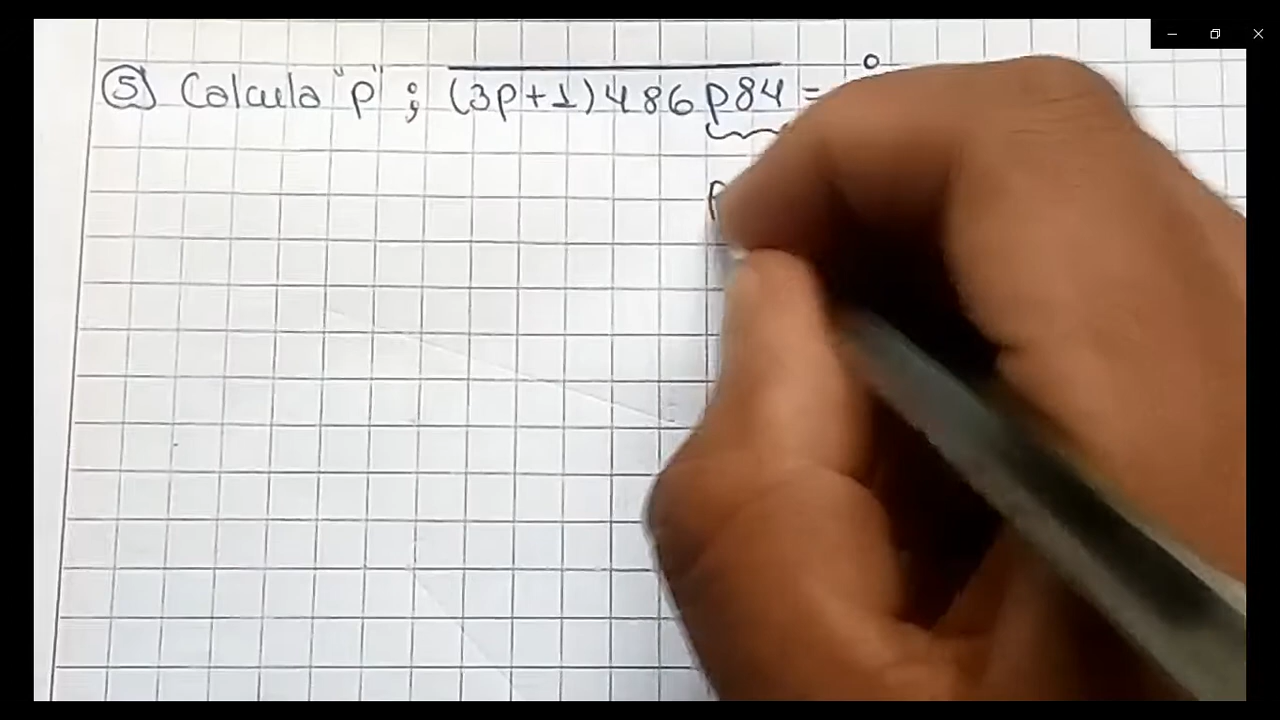 5) Calcula "p" ; (3p+1)486p84 =
p